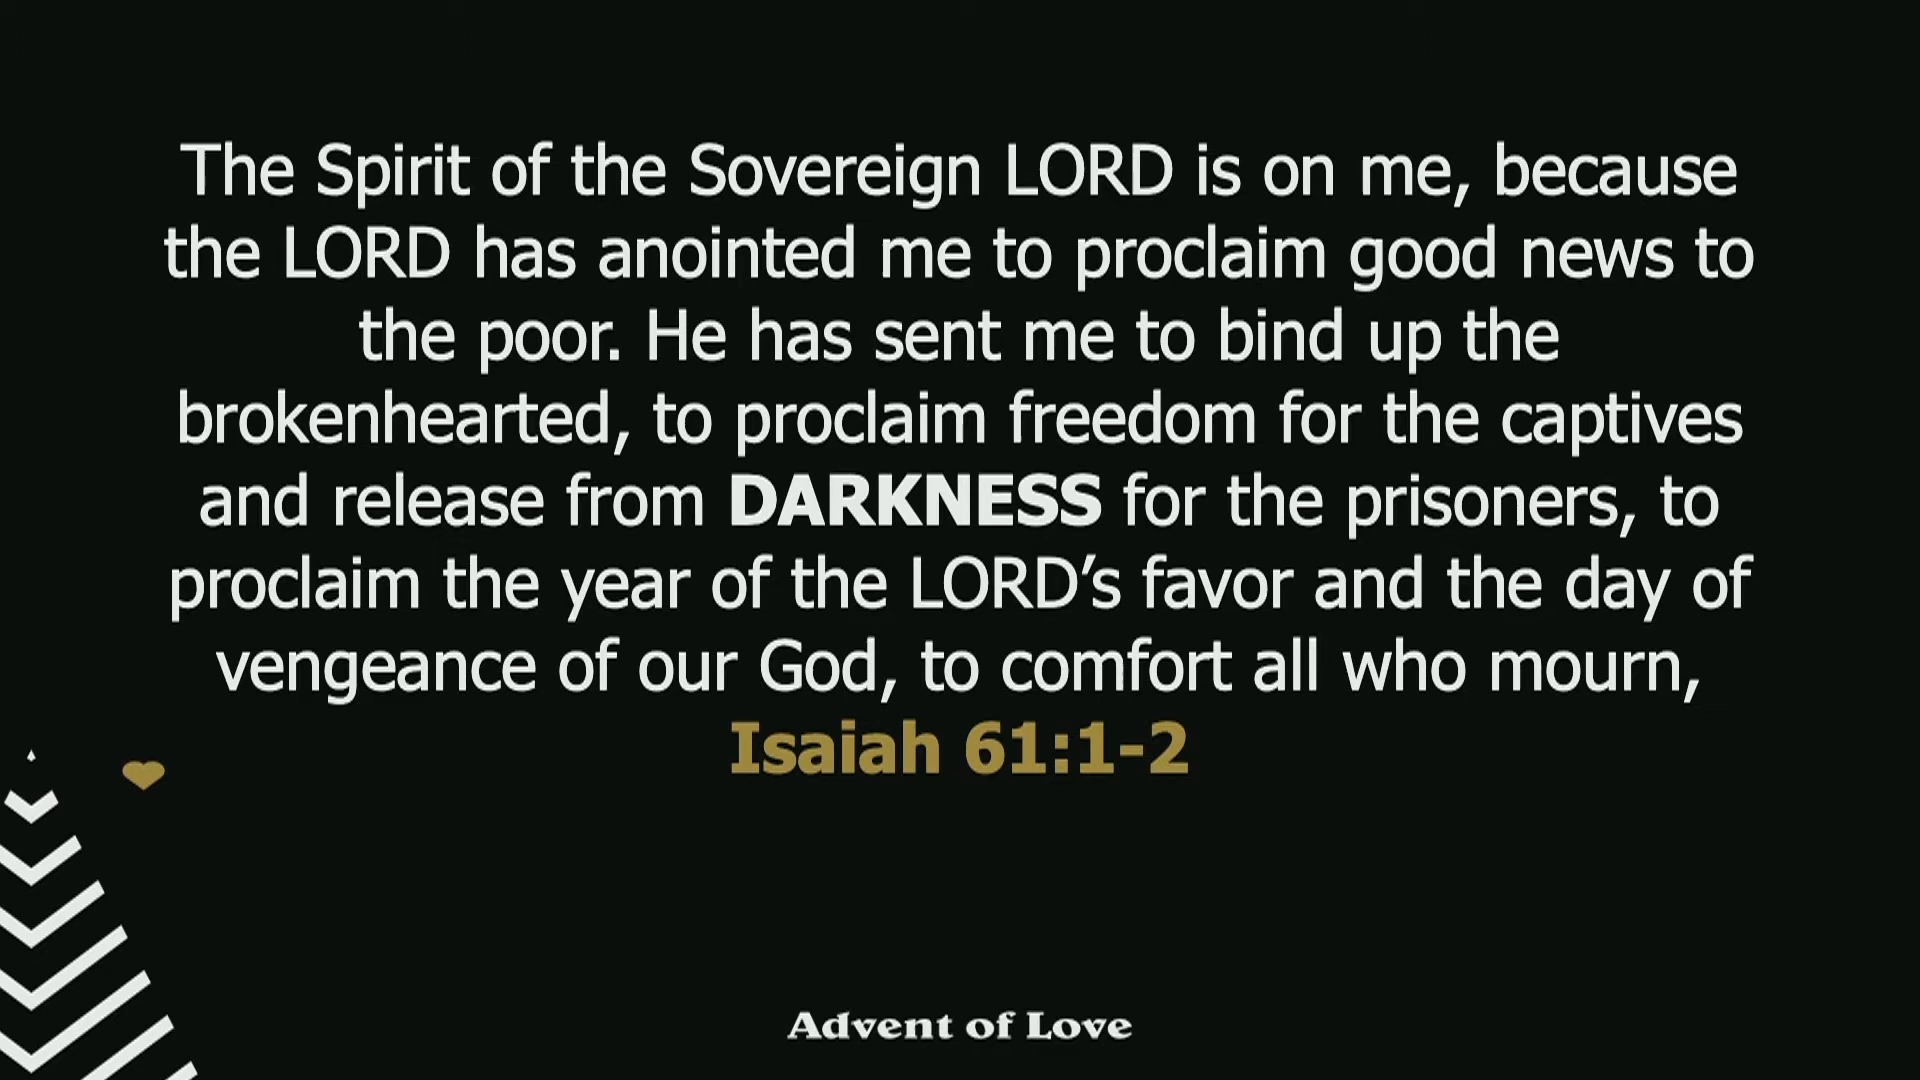 The Spirit of the Sovereign LORD is on me, because
the LORD has anointed me to proclaim good news to
the poor. He has sent me to bind up the
brokenhearted, to proclaim freedom for the captives
and release from DARKNESS for the prisoners, to
proclaim the year of the LORD’s favor and the day of
vengeance of our God, to comfort all who mourn,
Isaiah 61:1-2
Advent of Love